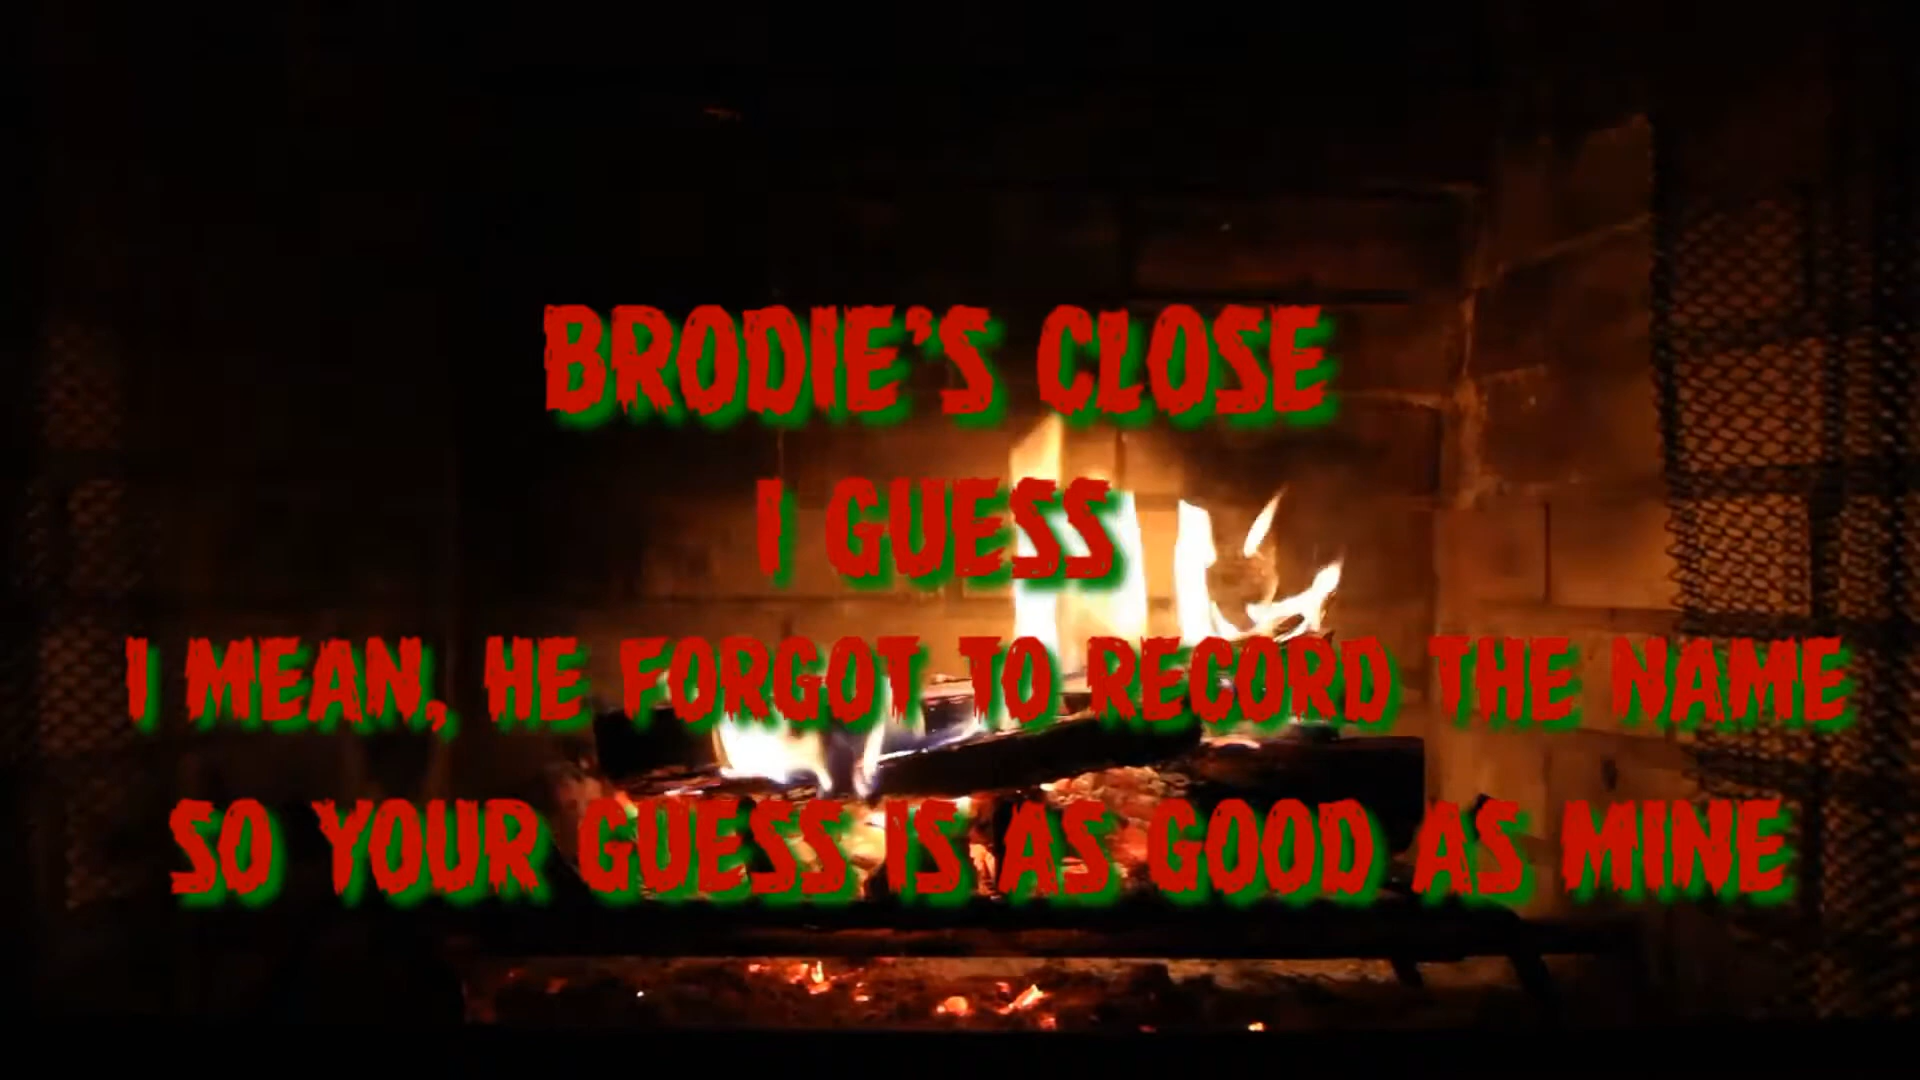 BRODIE'S CLOSE
I GUESS
I MEAN, HE FORGOT TO RECORD THE NAME
SO YOUR GUESS IS AS GOOD AS MINE